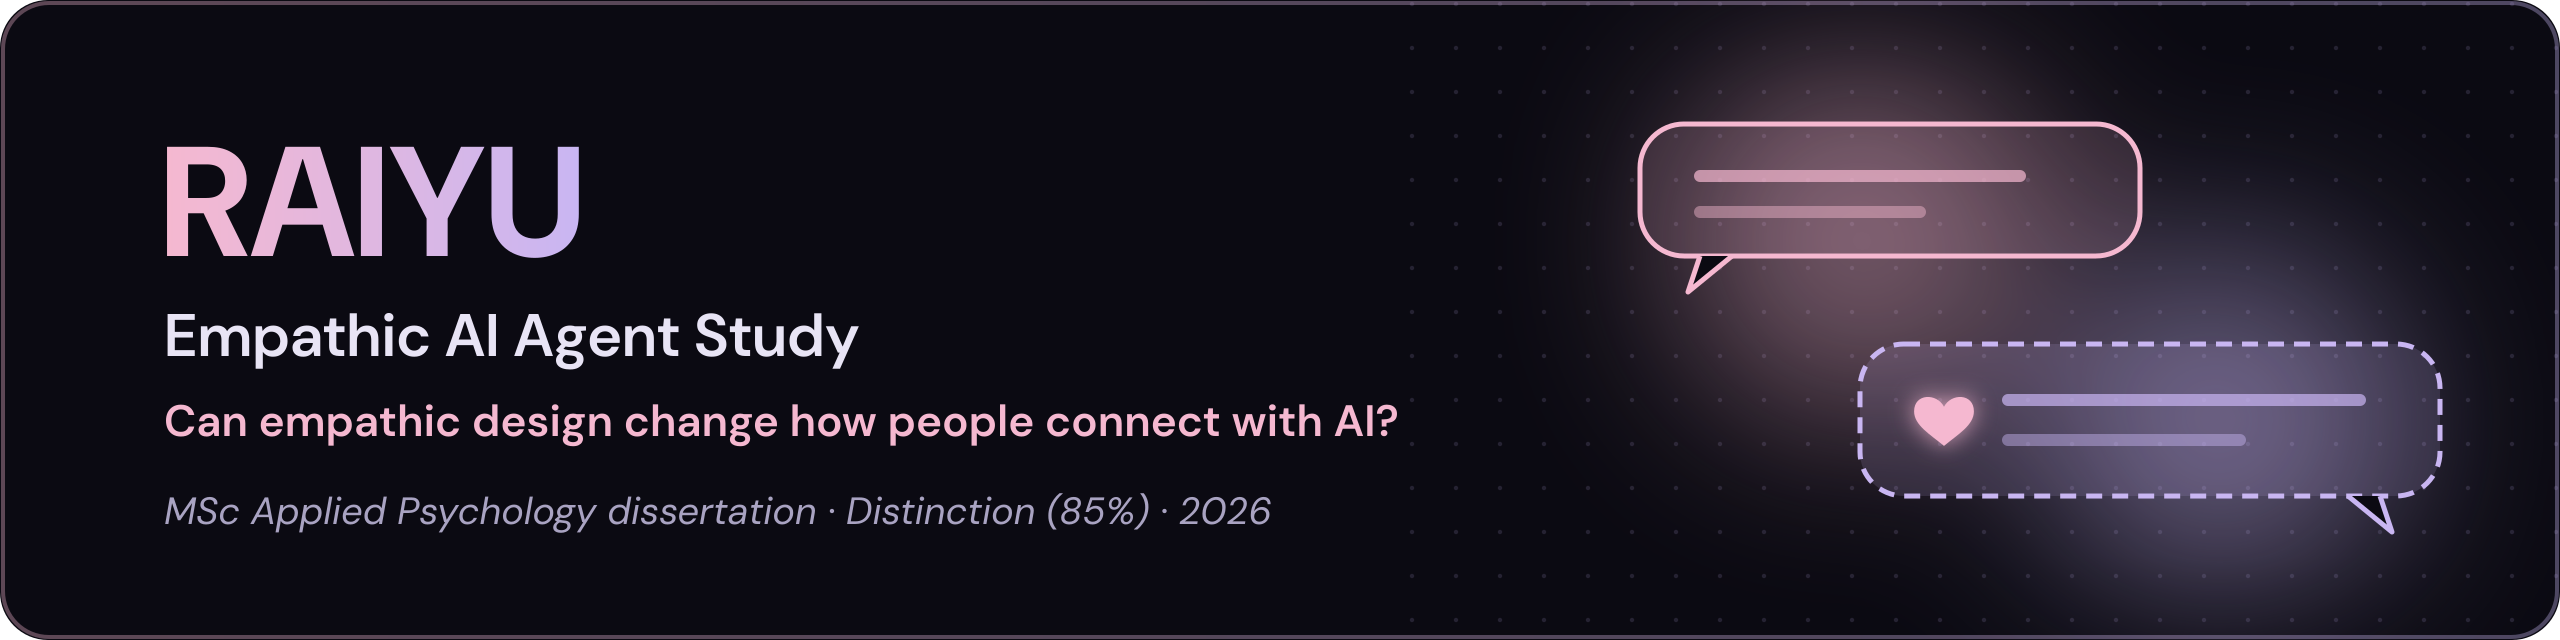 RAIYU
Empathic AI Agent Study
Can empathic design change how people connect with AI?
MSc Applied Psychology dissertation · Distinction (85%) · 2026